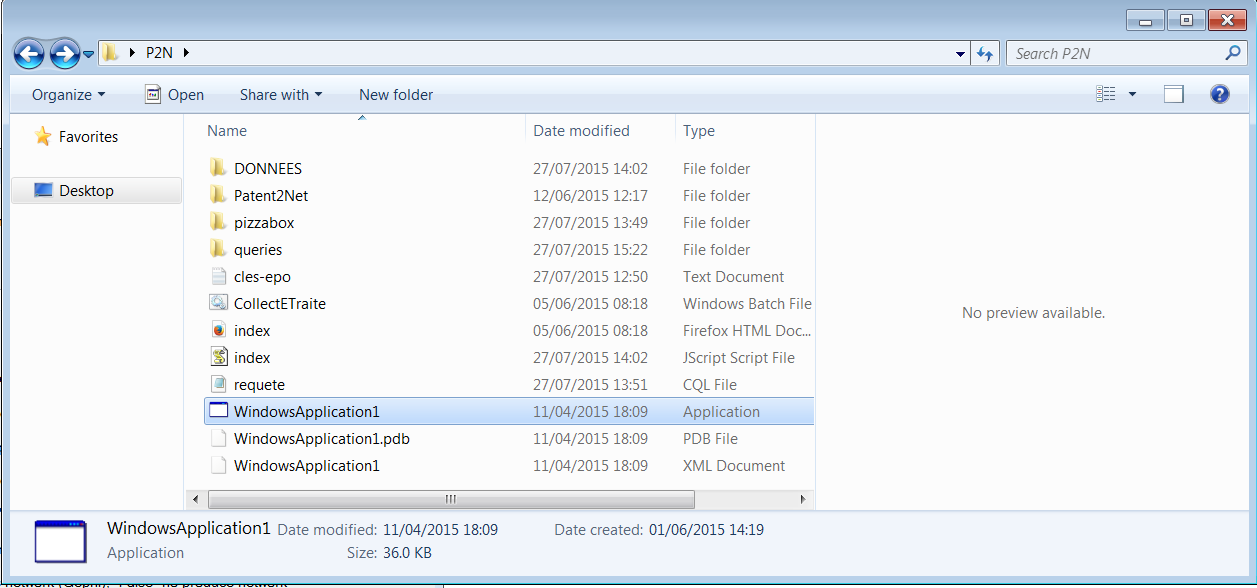 P2N
Search P2N
Organize Open Share with New folder
Name Date modified Type
Favorites
Desktop
DONNEES 27/07/2015 14:02 File folder
Patent2Net 12/06/2015 12:17 File folder
pizzabox 27/07/2015 13:49 File folder
queries 27/07/2015 15:22 File folder
cles-epo 27/07/2015 12:50 Text Document
CollectETraite 05/06/2015 08:18 Windows Batch File
index 05/06/2015 08:18 Firefox HTML Doc...
index 27/07/2015 14:02 JScript Script File
requete 27/07/2015 13:51 CQL File
WindowsApplication1 11/04/2015 18:09 Application
WindowsApplication1.pdb 11/04/2015 18:09 PDB File
WindowsApplication1 11/04/2015 18:09 XML Document
No preview available.
WindowsApplication1 Date modified: 11/04/2015 18:09 Date created: 01/06/2015 14:19
Application Size: 36.0 KB